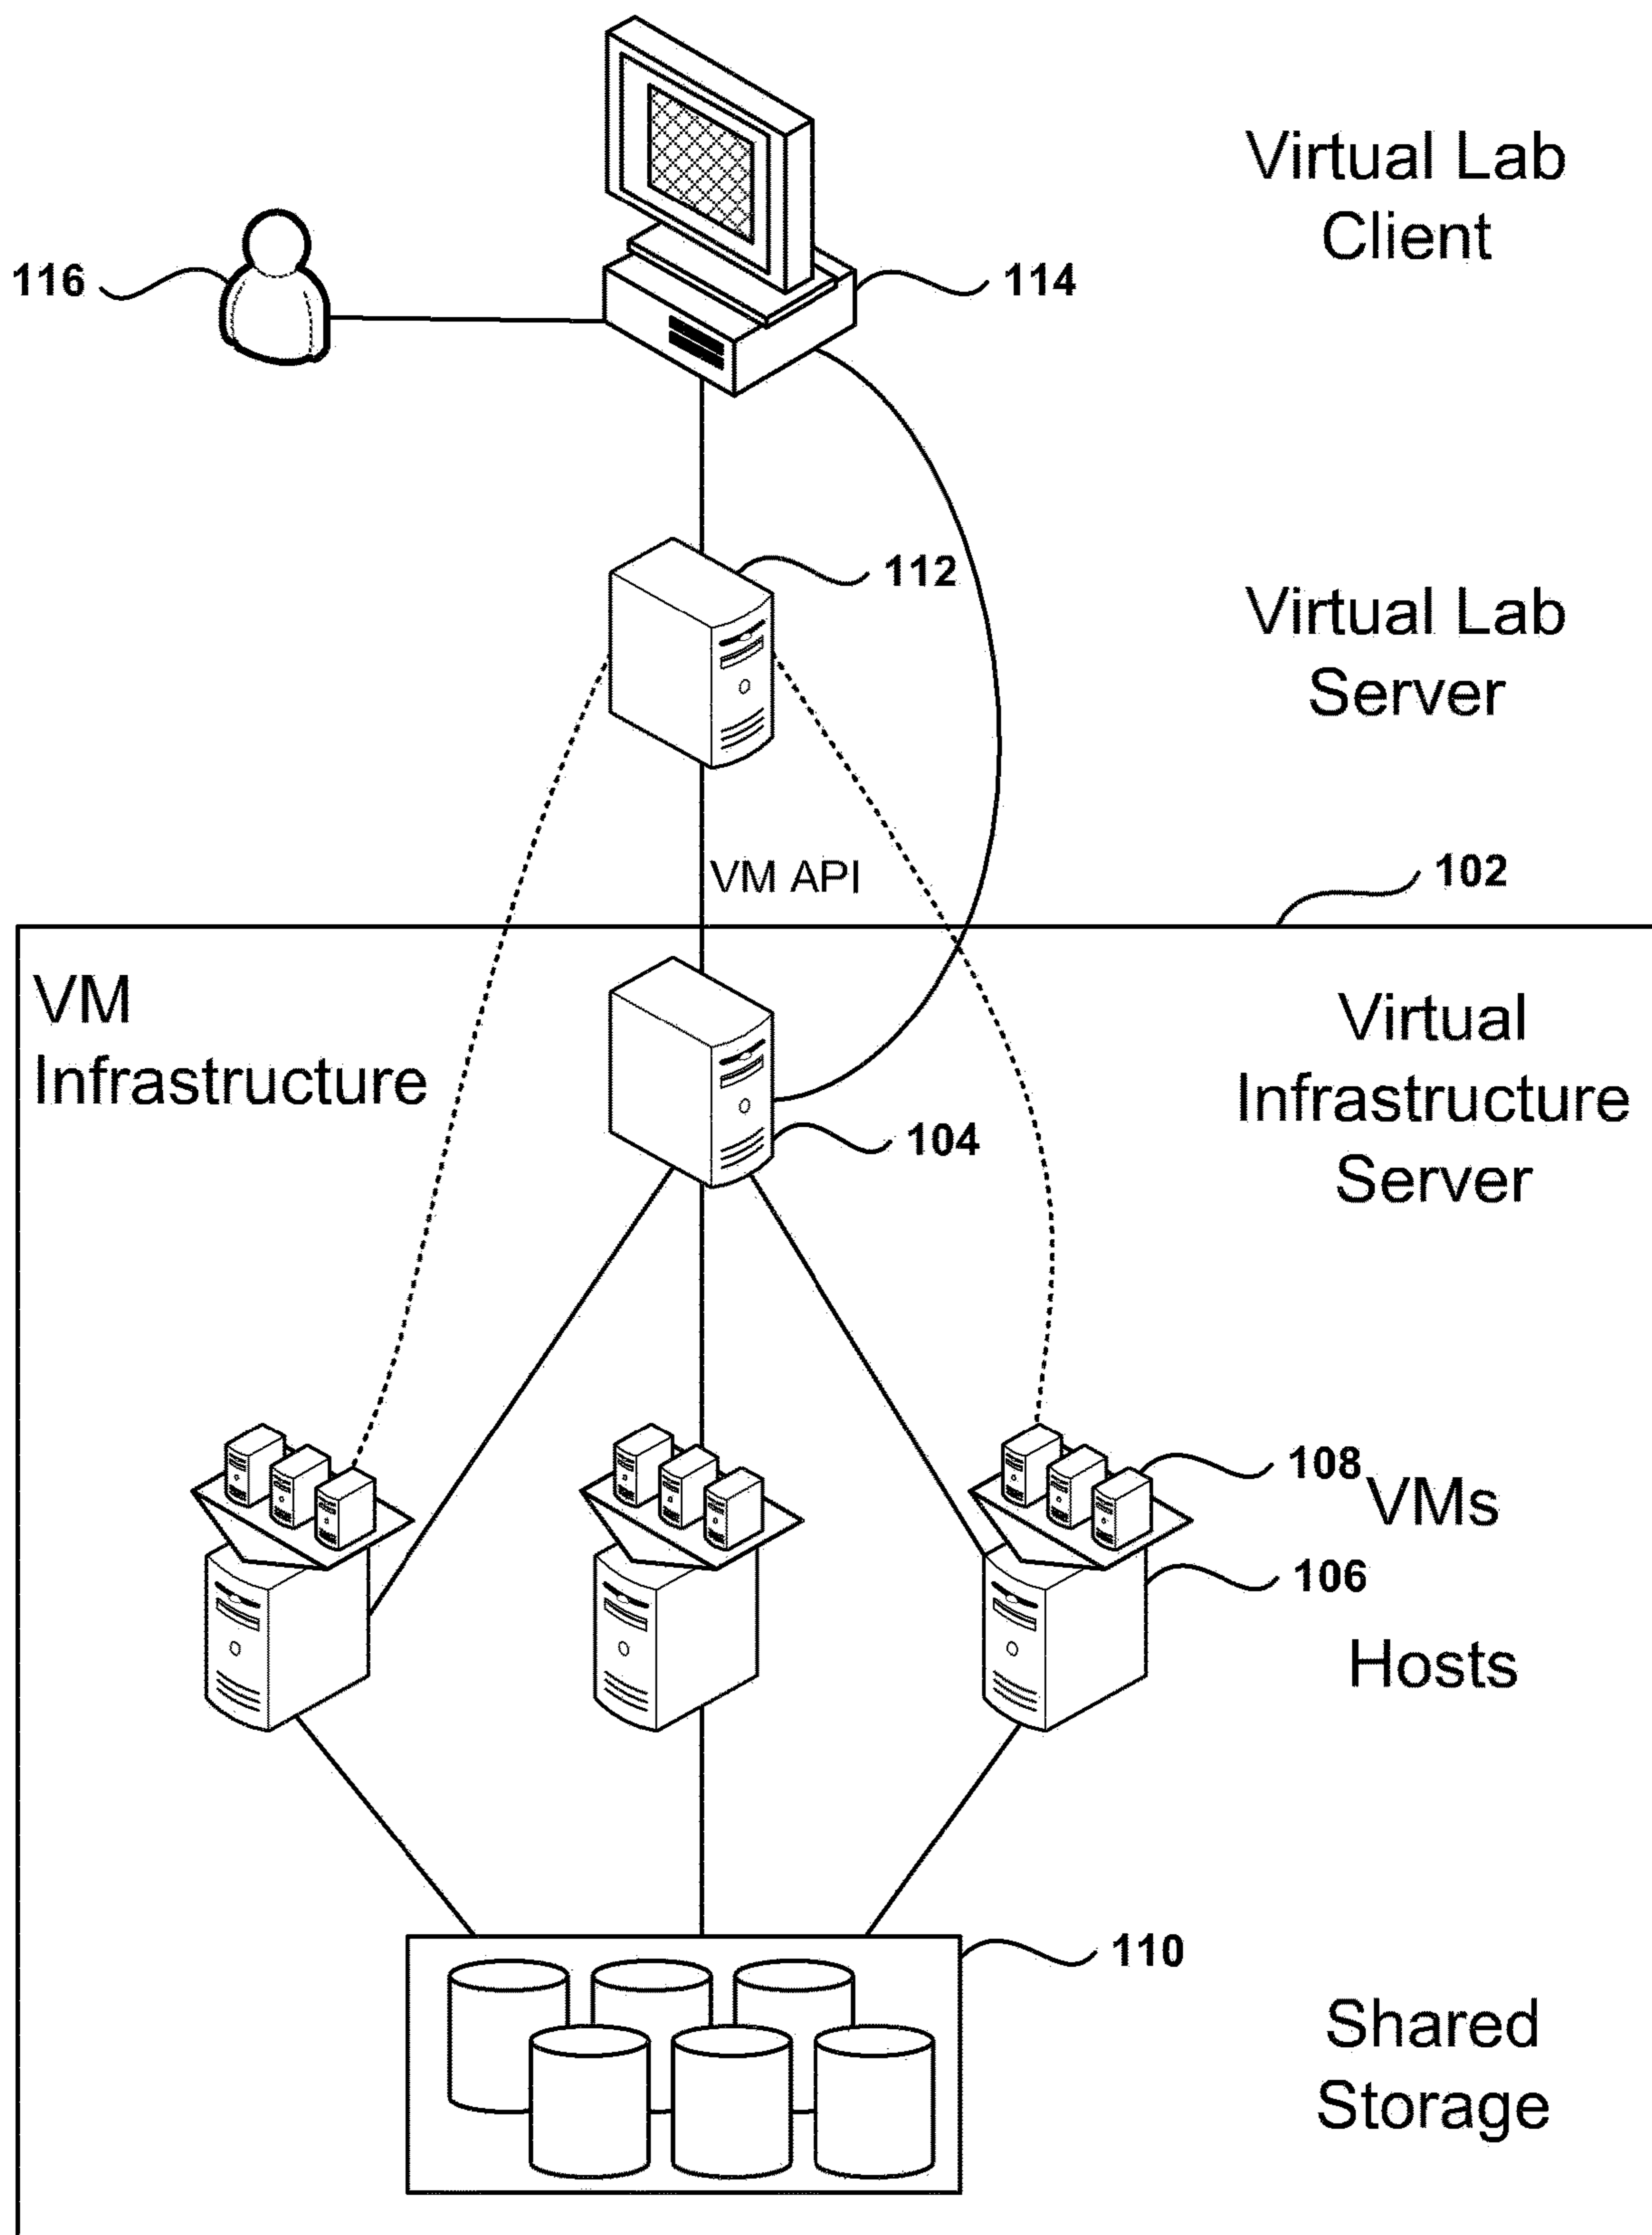 Virtual Lab
Client
116
114
112
Virtual Lab
Server
VM API
102
VM
Infrastructure
Virtual
Infrastructure
Server
104
108
VMs
106
Hosts
110
Shared
Storage